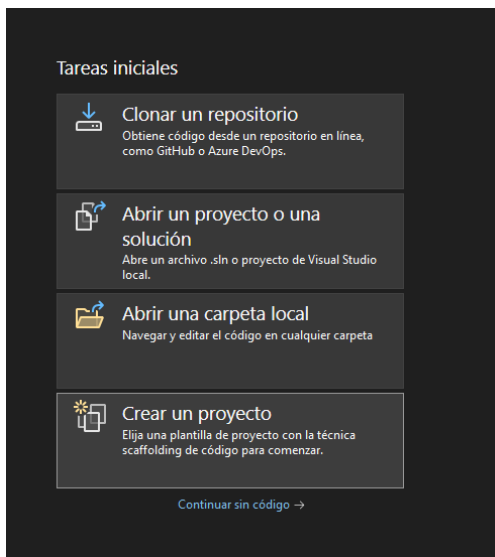 Tareas iniciales
Clonar un repositorio
Obtiene código desde un repositorio en línea,
como GitHub o Azure DevOps.
Abrir un proyecto o una
solución
Abre un archivo .sln o proyecto de Visual Studio
local.
Abrir una carpeta local
Navegar y editar el código en cualquier carpeta
Crear un proyecto
Elija una plantilla de proyecto con la técnica
scaffolding de código para comenzar.
Continuar sin código →